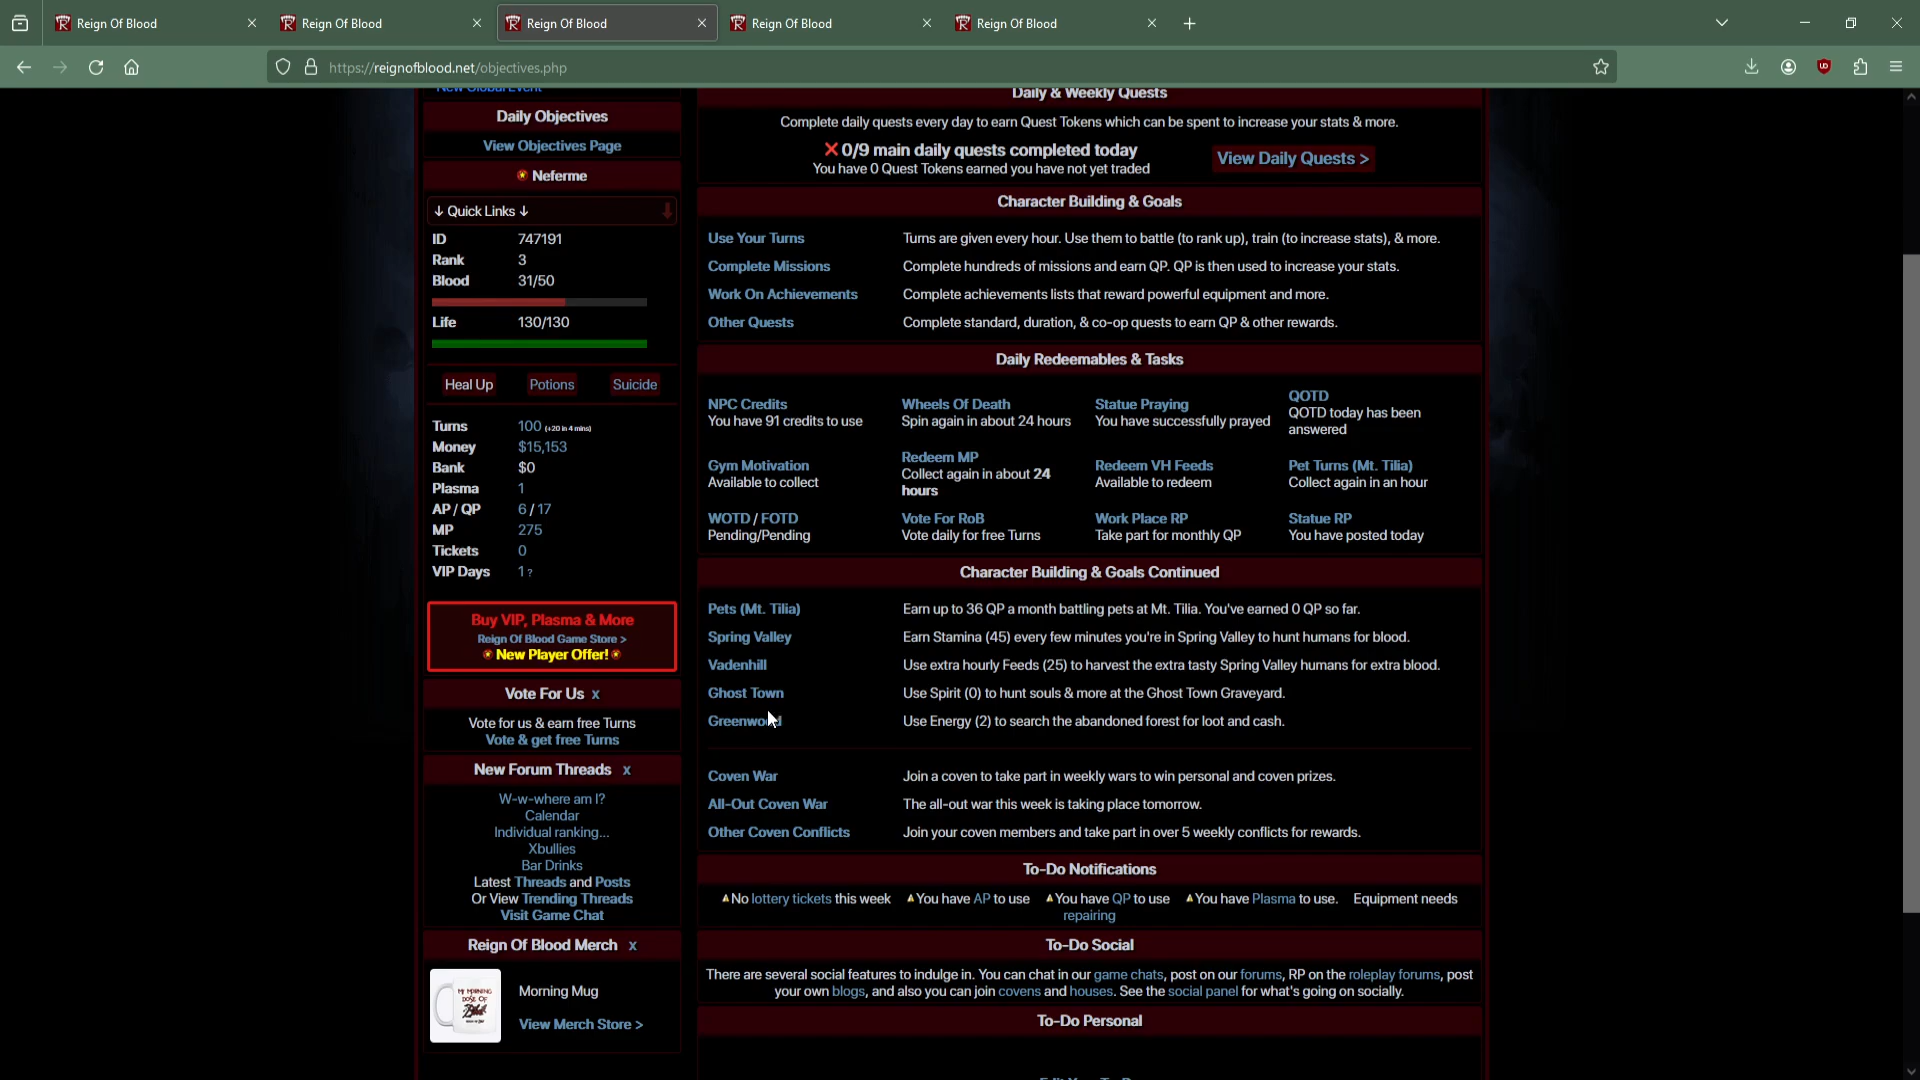 Reign Of Blood
Reign Of Blood
Reign Of Blood
Reign Of Blood
Reign Of Blood
https://reignofblood.net/objectives.php
New Global Event
Daily Objectives
View Objectives Page
Neferme
↓ Quick Links ↓
ID 747191
Rank 3
Blood 31/50
Life 130/130
Heal Up Potions Suicide
Turns 100 (+20 in 4 mins)
Money $15,153
Bank $0
Plasma 1
AP / QP 6 / 17
MP 275
Tickets 0
VIP Days 1 ?
Buy VIP, Plasma & More
Reign Of Blood Game Store >
New Player Offer!
Vote For Us x
Vote for us & earn free Turns
Vote & get free Turns
New Forum Threads x
W-w-where am I?
Calendar
Individual ranking...
Xbullies
Bar Drinks
Latest Threads and Posts
Or View Trending Threads
Visit Game Chat
Reign Of Blood Merch x
MY MORNING
DOSE OF
Blood
Morning Mug
View Merch Store >
Daily & Weekly Quests
Complete daily quests every day to earn Quest Tokens which can be spent to increase your stats & more.
❌ 0/9 main daily quests completed today
You have 0 Quest Tokens earned you have not yet traded
View Daily Quests >
Character Building & Goals
Use Your Turns Turns are given every hour. Use them to battle (to rank up), train (to increase stats), & more.
Complete Missions Complete hundreds of missions and earn QP. QP is then used to increase your stats.
Work On Achievements Complete achievements lists that reward powerful equipment and more.
Other Quests Complete standard, duration, & co-op quests to earn QP & other rewards.
Daily Redeemables & Tasks
NPC Credits
You have 91 credits to use
Wheels Of Death
Spin again in about 24 hours
Statue Praying
You have successfully prayed
QOTD
QOTD today has been
answered
Gym Motivation
Available to collect
Redeem MP
Collect again in about 24
hours
Redeem VH Feeds
Available to redeem
Pet Turns (Mt. Tilia)
Collect again in an hour
WOTD / FOTD
Pending/Pending
Vote For RoB
Vote daily for free Turns
Work Place RP
Take part for monthly QP
Statue RP
You have posted today
Character Building & Goals Continued
Pets (Mt. Tilia) Earn up to 36 QP a month battling pets at Mt. Tilia. You've earned 0 QP so far.
Spring Valley Earn Stamina (45) every few minutes you're in Spring Valley to hunt humans for blood.
Vadenhill Use extra hourly Feeds (25) to harvest the extra tasty Spring Valley humans for extra blood.
Ghost Town Use Spirit (0) to hunt souls & more at the Ghost Town Graveyard.
Greenwood Use Energy (2) to search the abandoned forest for loot and cash.
Coven War Join a coven to take part in weekly wars to win personal and coven prizes.
All-Out Coven War The all-out war this week is taking place tomorrow.
Other Coven Conflicts Join your coven members and take part in over 5 weekly conflicts for rewards.
To-Do Notifications
No lottery tickets this week You have AP to use You have QP to use You have Plasma to use. Equipment needs
repairing
To-Do Social
There are several social features to indulge in. You can chat in our game chats, post on our forums, RP on the roleplay forums, post
your own blogs, and also you can join covens and houses. See the social panel for what's going on socially.
To-Do Personal